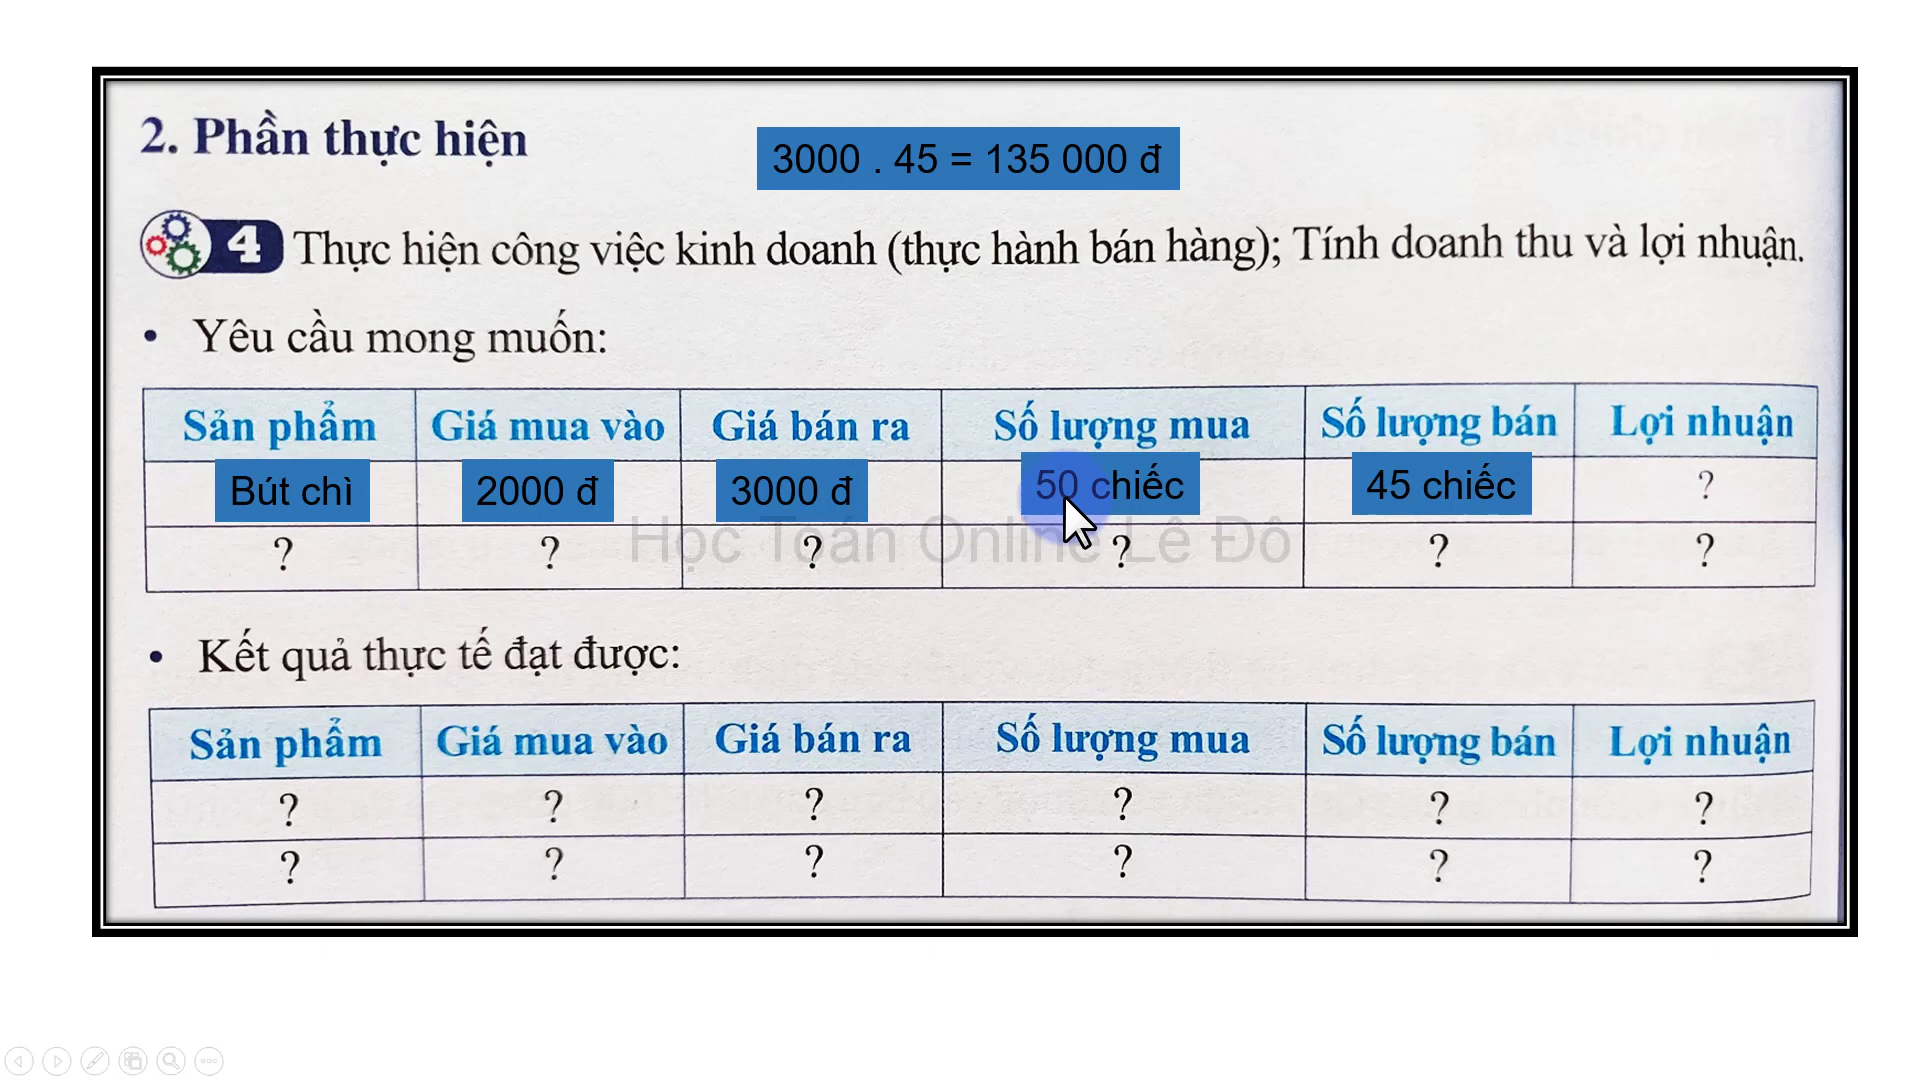 2. Phần thực hiện
3000 . 45 = 135 000 đ
4 Thực hiện công việc kinh doanh (thực hành bán hàng); Tính doanh thu và lợi nhuận.
• Yêu cầu mong muốn:
Sản phẩm Giá mua vào Giá bán ra Số lượng mua Số lượng bán Lợi nhuận
Bút chì 2000 đ 3000 đ 50 chiếc 45 chiếc ?
? ? ? ? ? ?
Học Toán Online Lê Đô
• Kết quả thực tế đạt được:
Sản phẩm Giá mua vào Giá bán ra Số lượng mua Số lượng bán Lợi nhuận
? ? ? ? ? ?
? ? ? ? ? ?